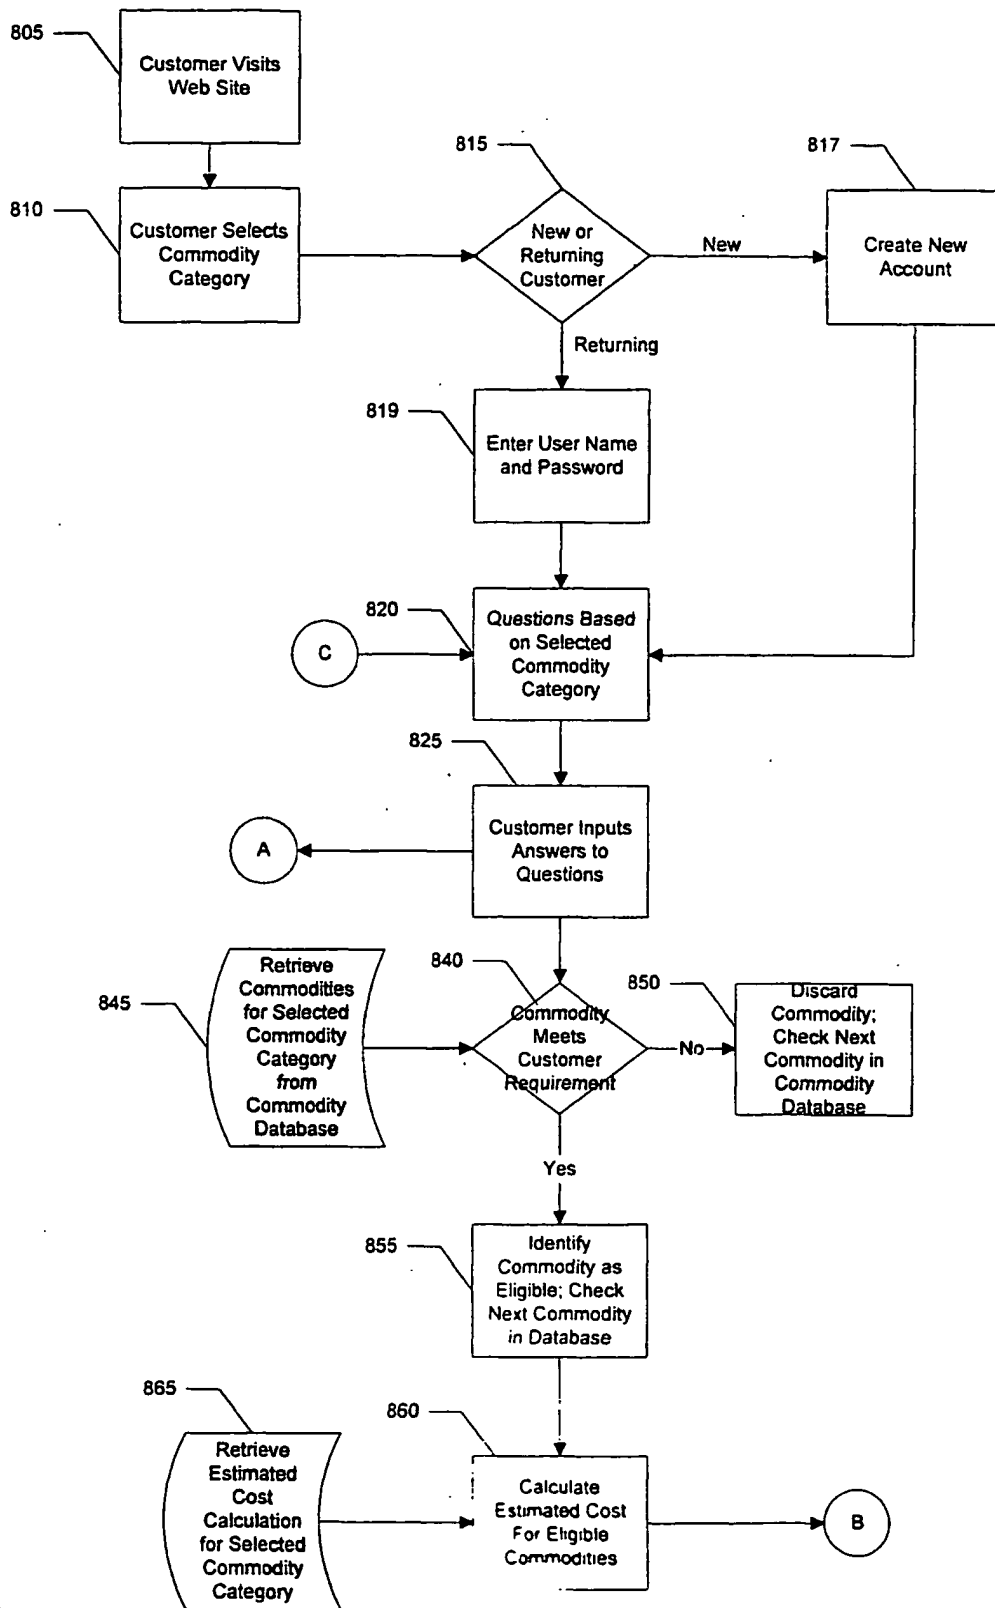 805
Customer Visits
Web Site
810
Customer Selects
Commodity
Category
815
New or
Returning
Customer
New
817
Create New
Account
Returning
819
Enter User Name
and Password
820
Questions Based
on Selected
Commodity
Category
C
825
Customer Inputs
Answers to
Questions
A
840
Commodity
Meets
Customer
Requirement
845
Retrieve
Commodities
for Selected
Commodity
Category
from
Commodity
Database
No
850
Discard
Commodity;
Check Next
Commodity in
Commodity
Database
Yes
855
Identify
Commodity as
Eligible; Check
Next Commodity
in Database
865
Retrieve
Estimated
Cost
Calculation
for Selected
Commodity
Category
860
Calculate
Estimated Cost
For Eligible
Commodities
B